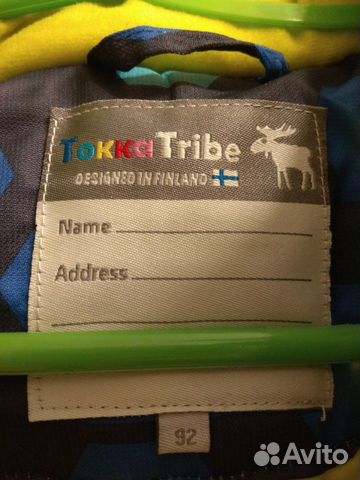 TokkaTribe
DESIGNED IN FINLAND
Name
Address
92
Avito